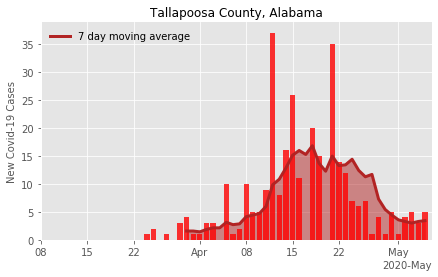 Tallapoosa County, Alabama
7 day moving average
New Covid-19 Cases
35
30
25
20
15
10
5
0
08 15 22 Apr 08 15 22 May
2020-May